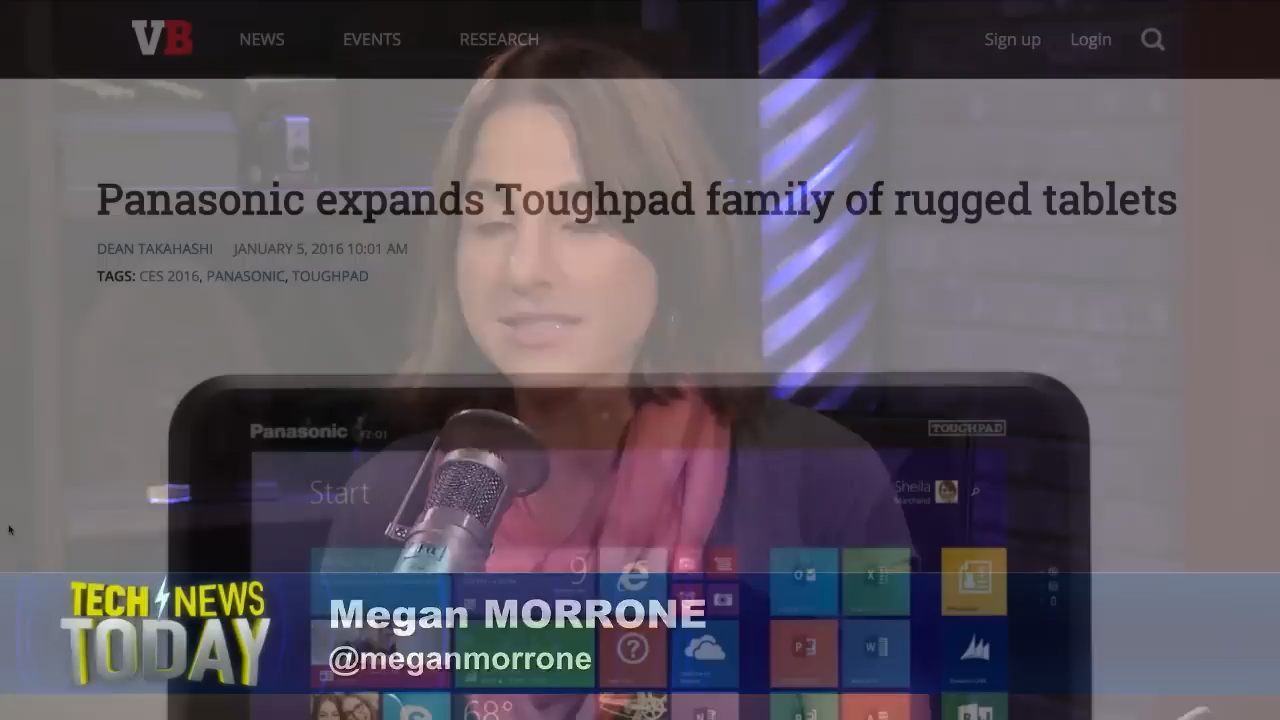 VB NEWS EVENTS RESEARCH Sign up Login
Panasonic expands Toughpad family of rugged tablets
DEAN TAKAHASHI JANUARY 5, 2016 10:01 AM
TAGS: CES 2016, PANASONIC, TOUGHPAD
Panasonic TOUGHPAD
Start
Sheila
9
68°
TECH NEWS
TODAY
Megan MORRONE
@meganmorrone